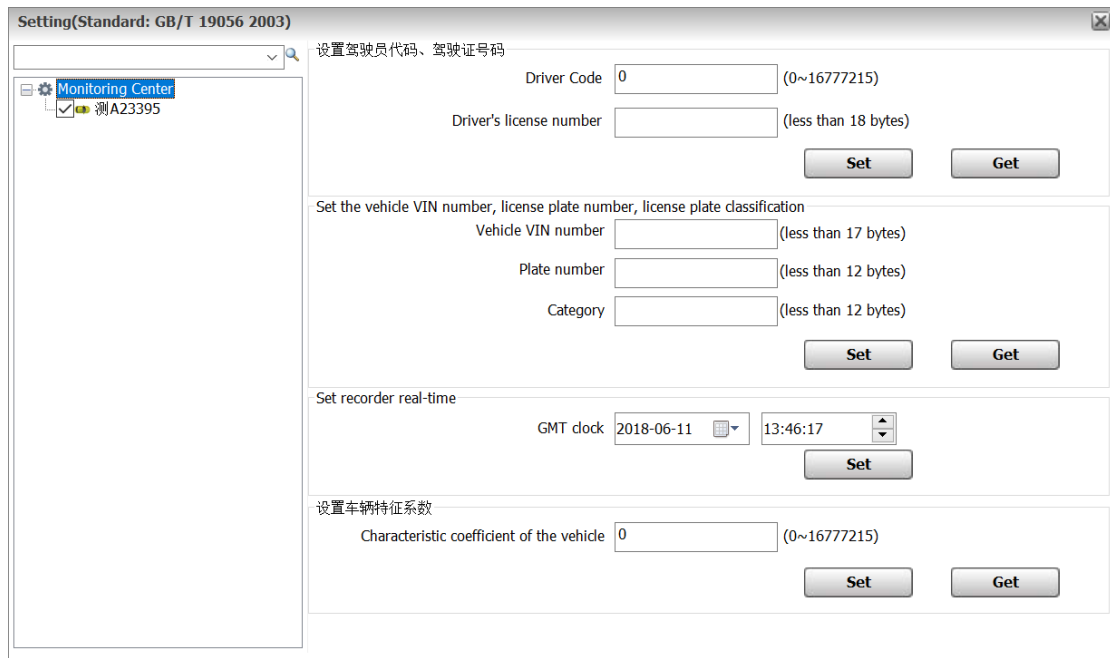 Setting(Standard: GB/T 19056 2003)
Monitoring Center
测A23395
设置驾驶员代码、驾驶证号码
Driver Code 0 (0~16777215)
Driver's license number (less than 18 bytes)
Set Get
Set the vehicle VIN number, license plate number, license plate classification
Vehicle VIN number (less than 17 bytes)
Plate number (less than 12 bytes)
Category (less than 12 bytes)
Set Get
Set recorder real-time
GMT clock 2018-06-11 13:46:17
Set
设置车辆特征系数
Characteristic coefficient of the vehicle 0 (0~16777215)
Set Get